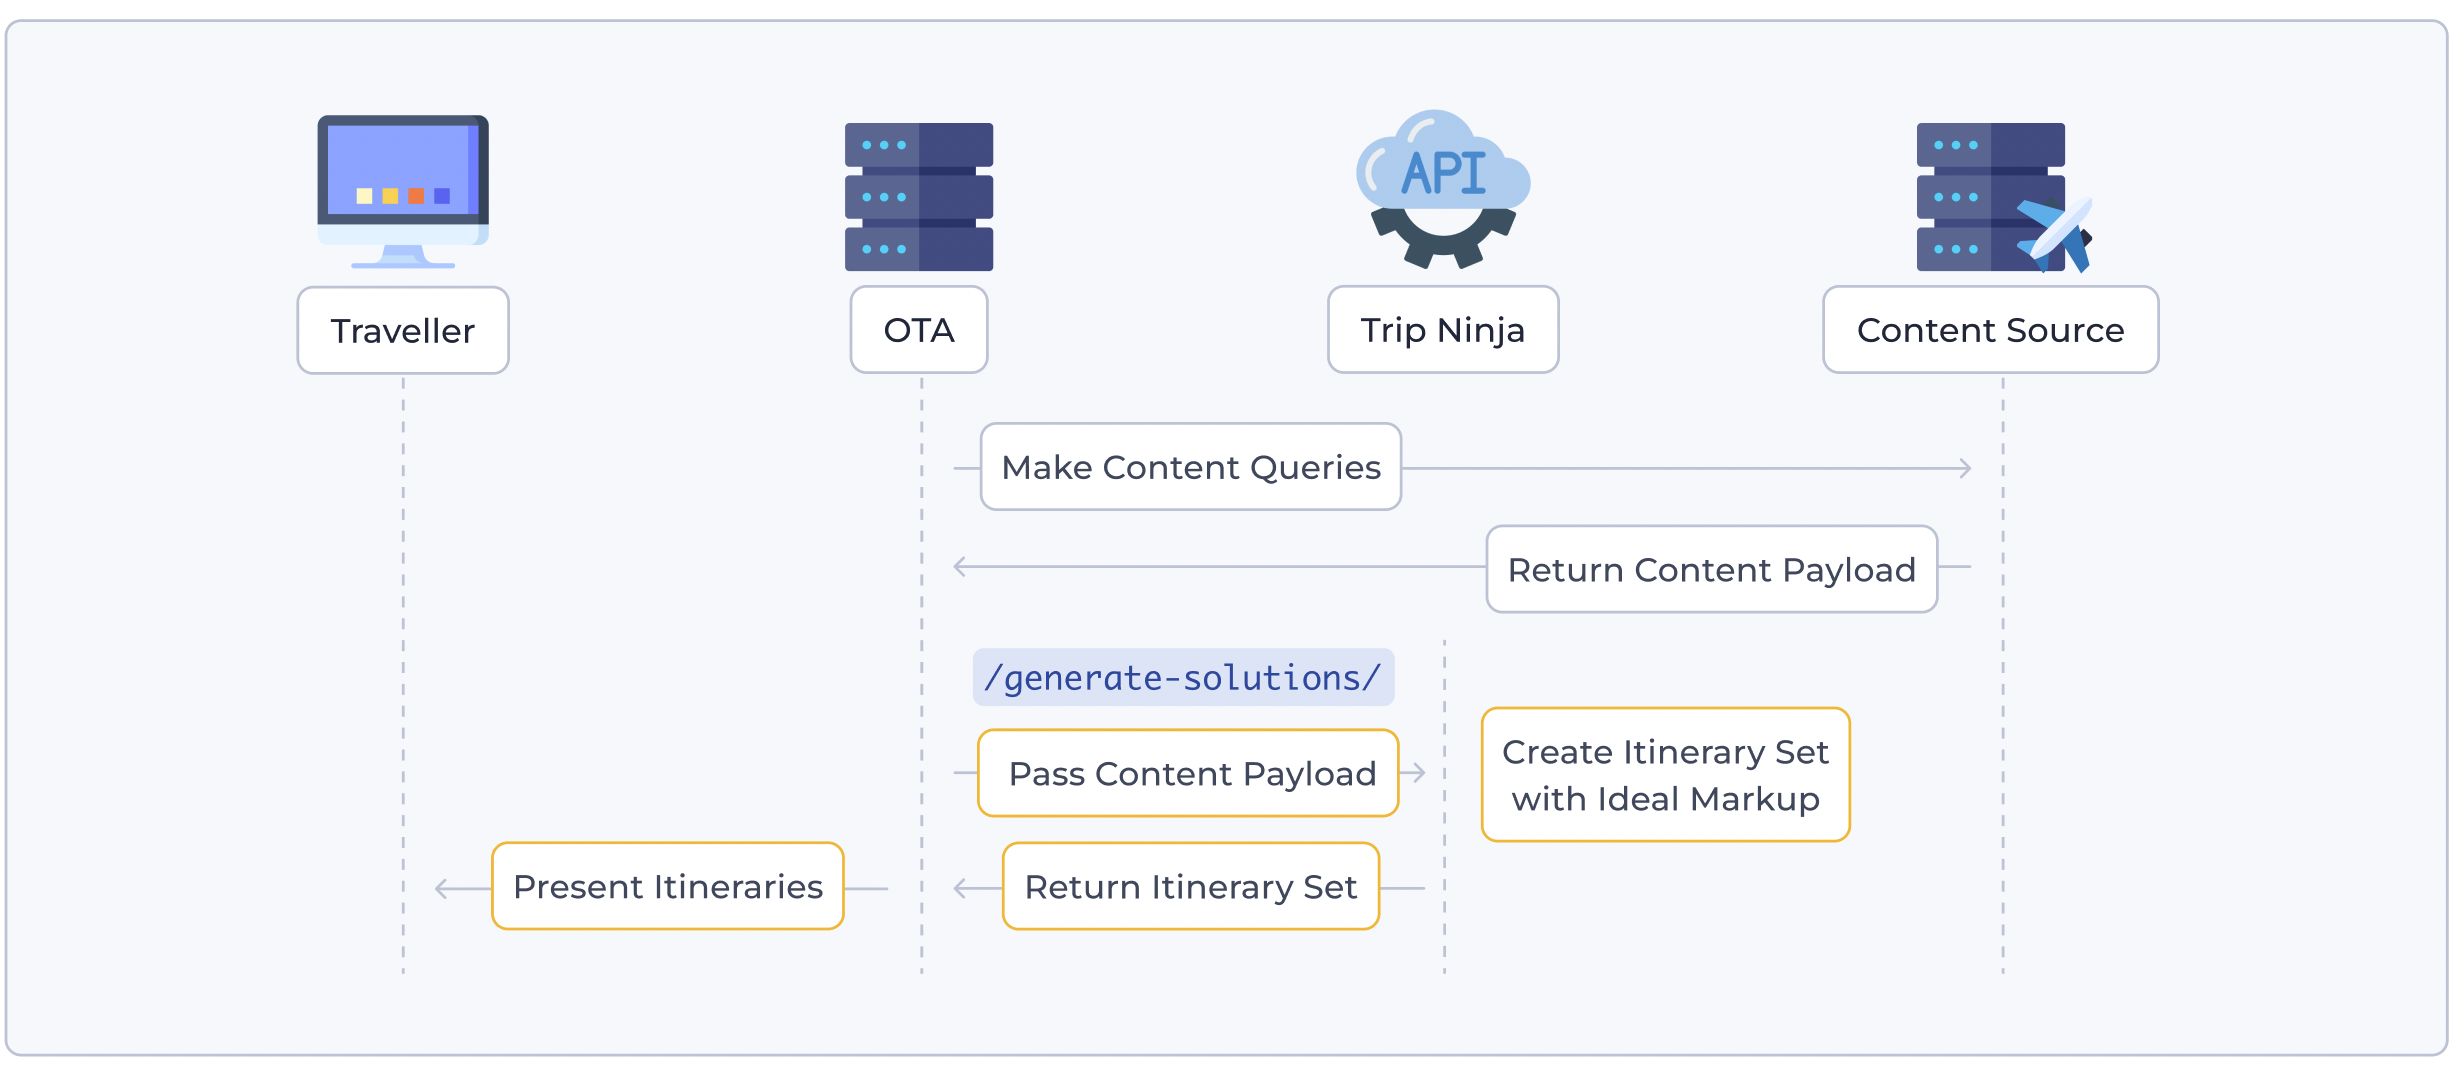 API
Traveller
OTA
Trip Ninja
Content Source
Make Content Queries
Return Content Payload
/generate-solutions/
Pass Content Payload
Create Itinerary Set
with Ideal Markup
Present Itineraries
Return Itinerary Set